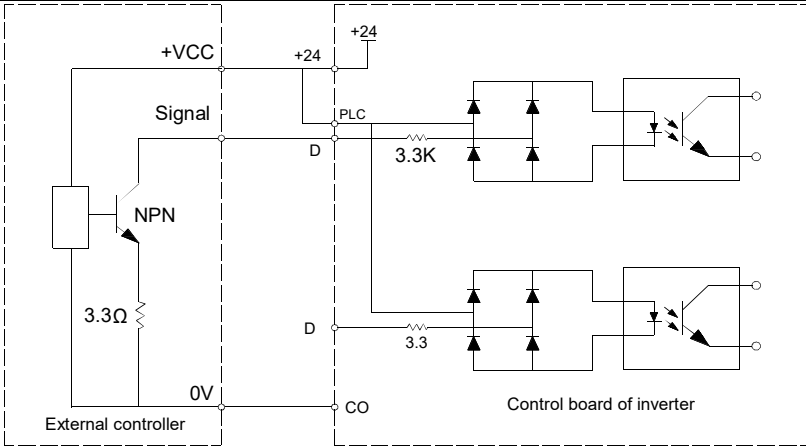 +24
+VCC
+24
Signal
PLC
D
3.3K
NPN
3.3Ω
D
3.3
0V
CO
External controller
Control board of inverter